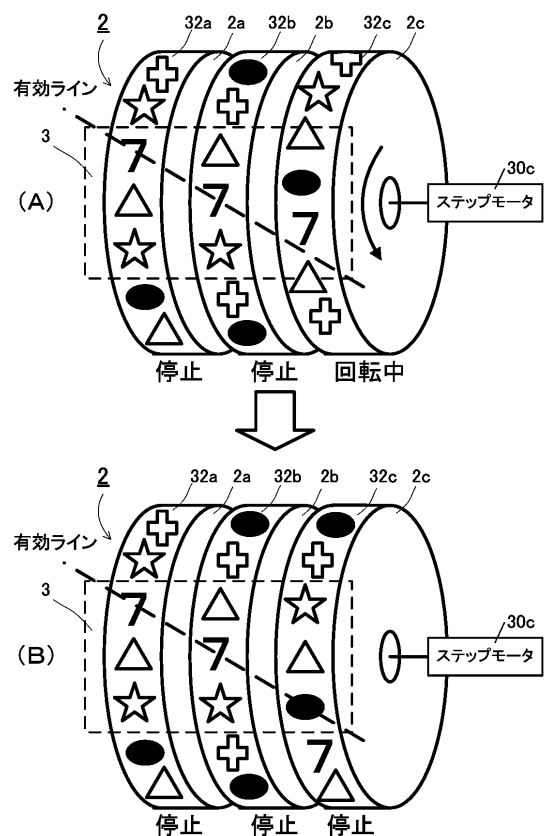 2
32a
2a
32b
2b
32c
2c
有効ライン
3
7
30c
(A)
7
ステップモータ
7
停止
停止
回転中
2
32a
2a
32b
2b
32c
2c
有効ライン
3
7
30c
(B)
7
ステップモータ
7
停止
停止
停止